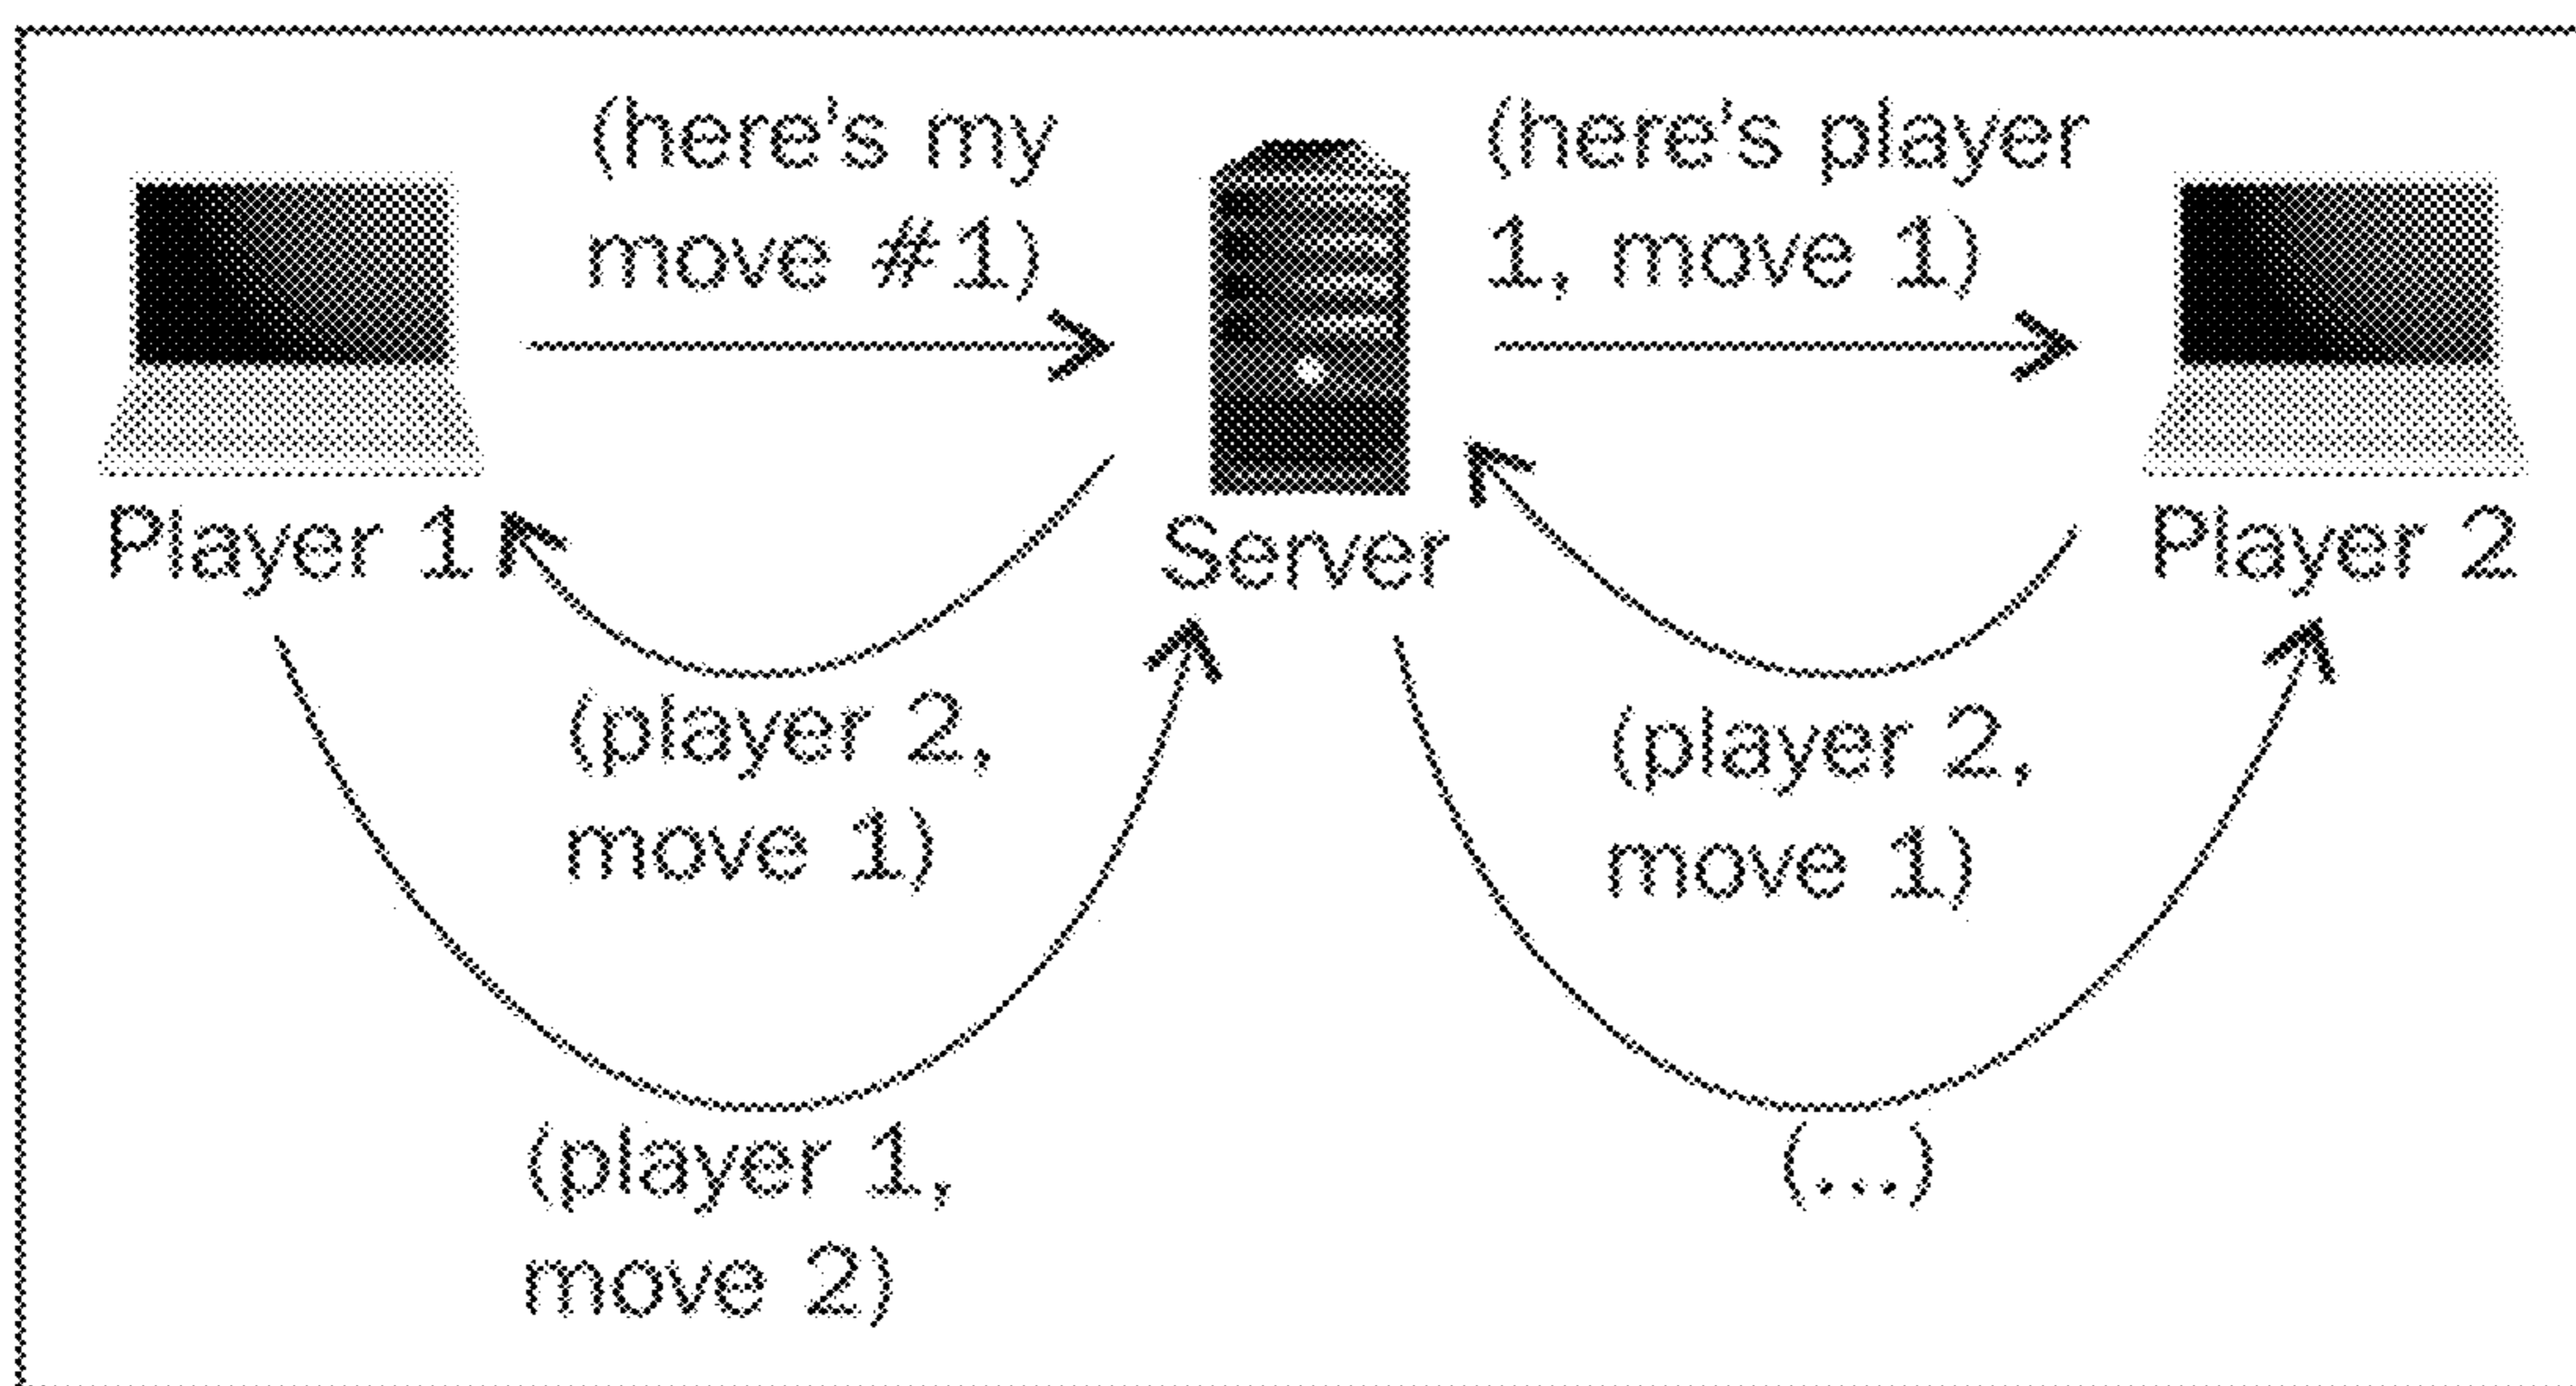 (here's my
move #1)
(here's player
1, move 1)
Player 1
Server
Player 2
(player 2,
move 1)
(player 2,
move 1)
(player 1,
move 2)
(...)